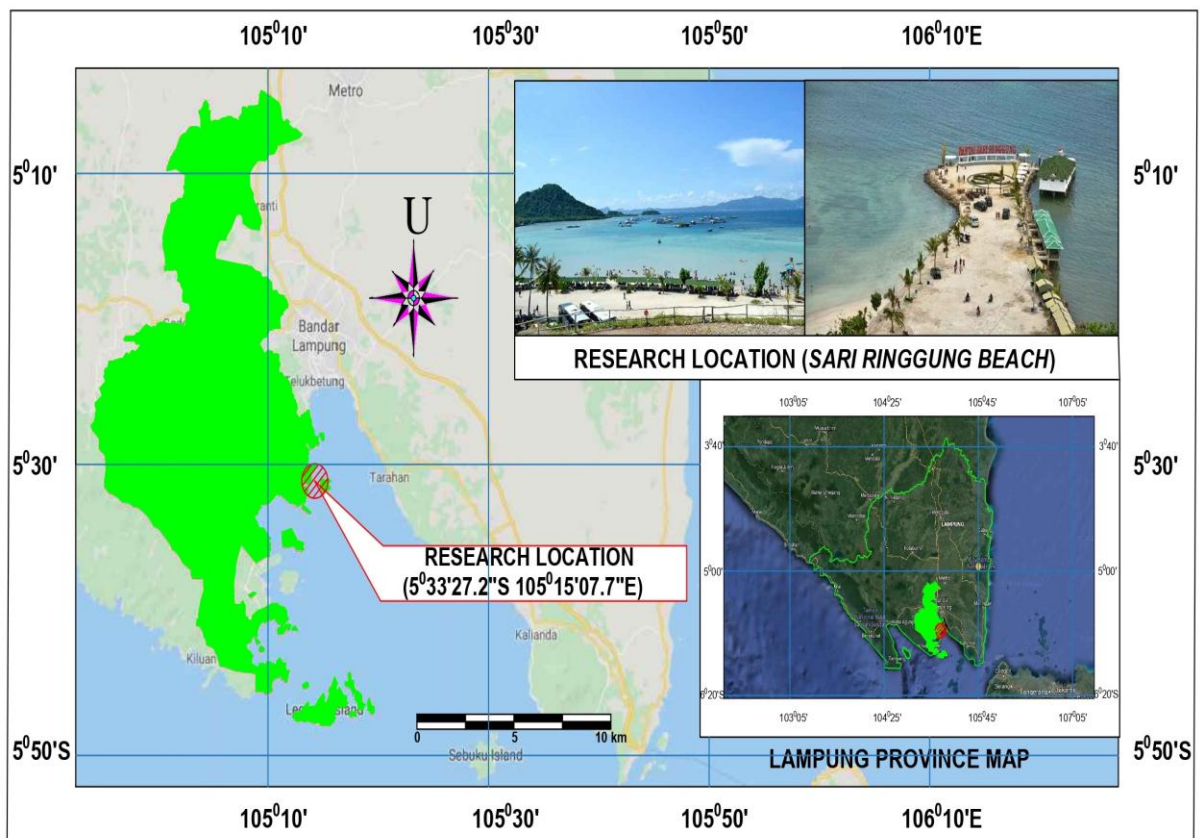 105⁰10' 105⁰30' 105⁰50' 106⁰10'E
Metro
5⁰10' 5⁰10'
U
Bandar
Lampung
Telukbetung
RESEARCH LOCATION (SARI RINGGUNG BEACH)
103⁰05' 104⁰25' 105⁰45' 107⁰05'
3⁰40' 3⁰40'
5⁰30' 5⁰30'
Tarahan
LAMPUNG
RESEARCH LOCATION
(5⁰33'27.2"S 105⁰15'07.7"E)
5⁰00' 5⁰00'
Kalianda
Kiluan
6⁰20'S 6⁰20'S
103⁰05' 104⁰25' 105⁰45' 107⁰05'
0 5 10 km
Sebuku Island
5⁰50'S 5⁰50'S
LAMPUNG PROVINCE MAP
105⁰10' 105⁰30' 105⁰50' 106⁰10'E